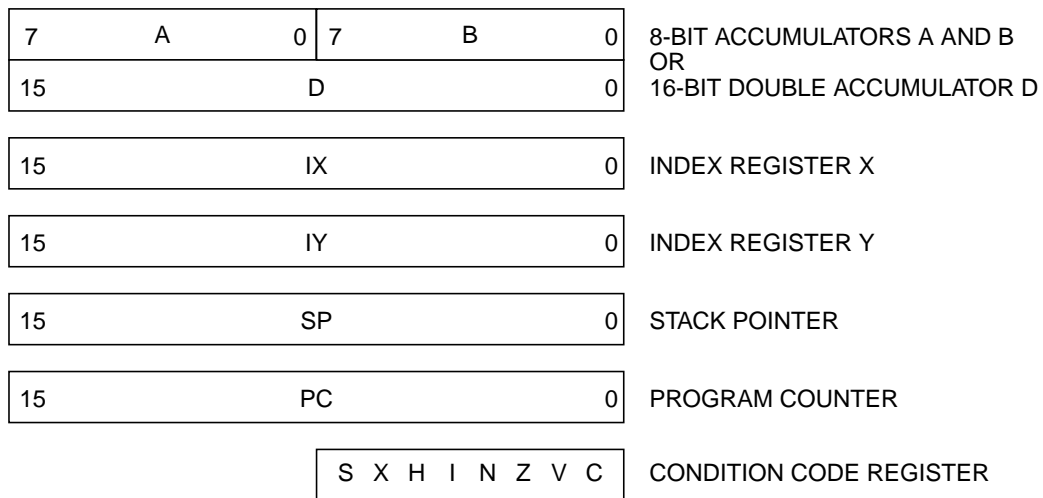 7 A 0 7 B 0 8-BIT ACCUMULATORS A AND B
OR
15 D 0 16-BIT DOUBLE ACCUMULATOR D
15 IX 0 INDEX REGISTER X
15 IY 0 INDEX REGISTER Y
15 SP 0 STACK POINTER
15 PC 0 PROGRAM COUNTER
S X H I N Z V C CONDITION CODE REGISTER